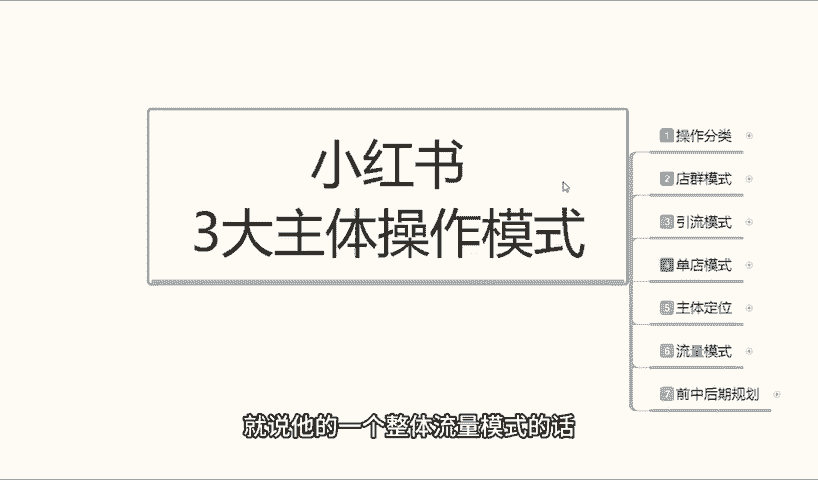 小红书
3大主体操作模式
1 操作分类
2 店群模式
3 引流模式
4 单店模式
5 主体定位
6 流量模式
7 前中后期规划
就说他的一个整体流量模式的话